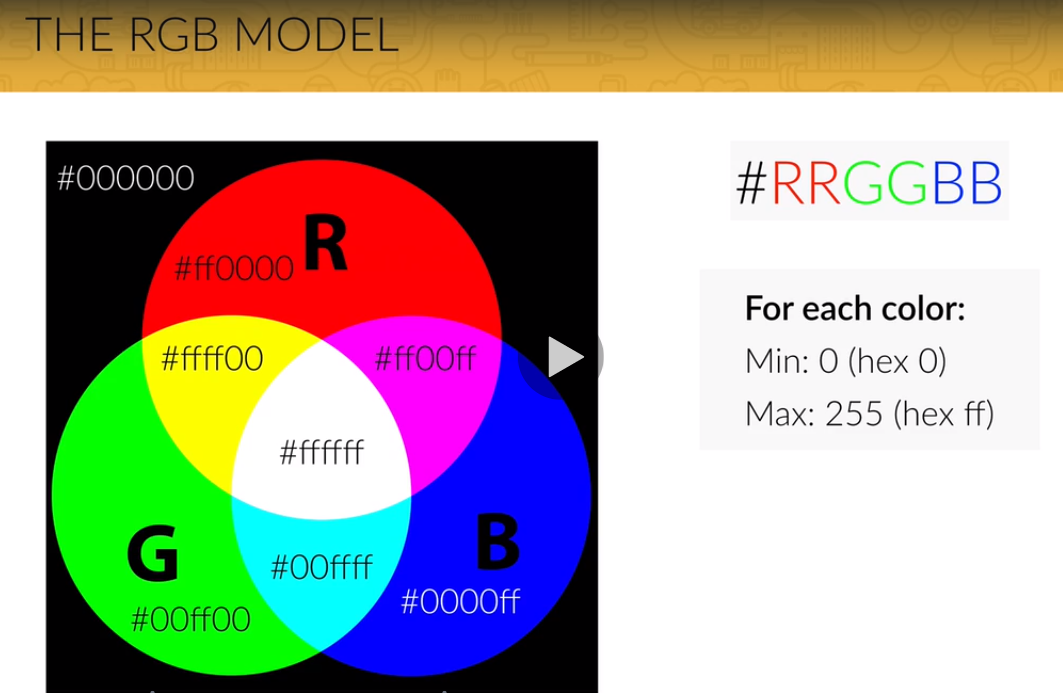 THE RGB MODEL
#000000
R
#ff0000
#ffff00
#ff00ff
#ffffff
G
B
#00ffff
#0000ff
#00ff00
#RRGGBB
For each color:
Min: 0 (hex 0)
Max: 255 (hex ff)